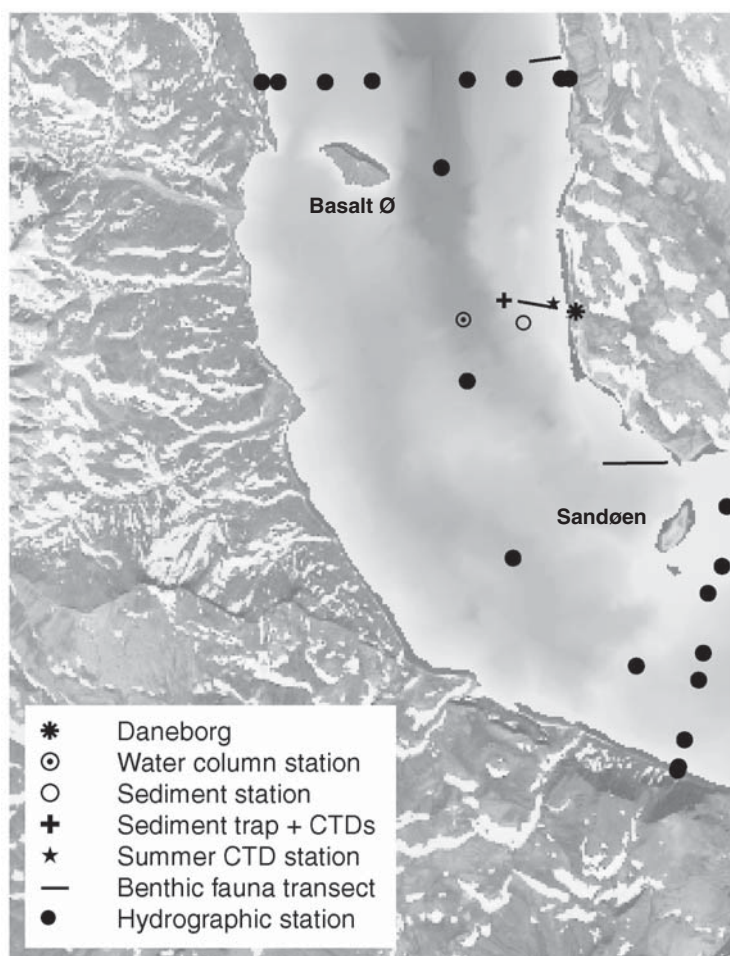 Basalt Ø
Sandøen
Daneborg
Water column station
Sediment station
Sediment trap + CTDs
Summer CTD station
Benthic fauna transect
Hydrographic station